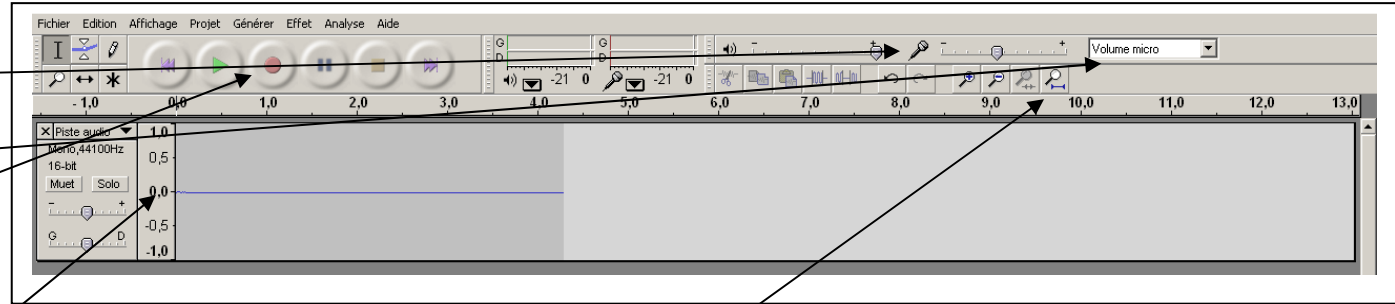 Fichier Edition Affichage Projet Générer Effet Analyse Aide
G
D
-21 0
G
D
-21 0
- +
- +
Volume micro
- 1,0 0,0 1,0 2,0 3,0 4,0 5,0 6,0 7,0 8,0 9,0 10,0 11,0 12,0 13,0
Piste audio
Mono,44100Hz
16-bit
Muet Solo
- +
G D
1,0
0,5
0,0
-0,5
-1,0